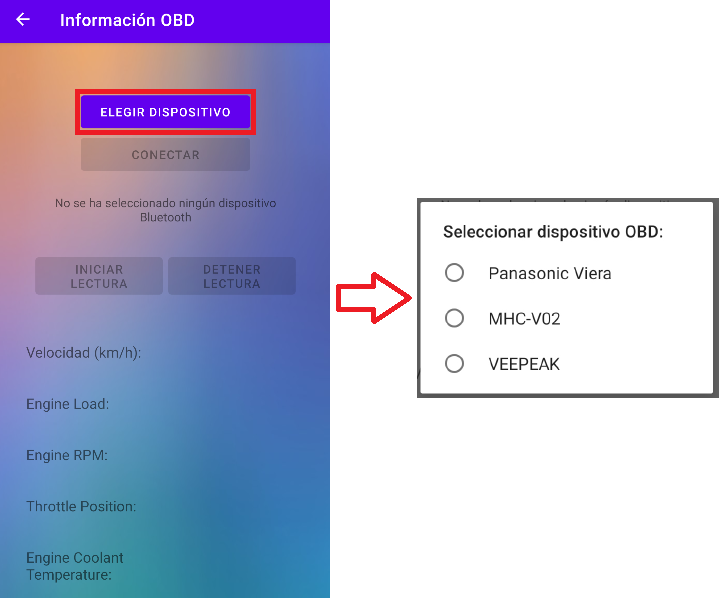 Información OBD
ELEGIR DISPOSITIVO
CONECTAR
No se ha seleccionado ningún dispositivo
Bluetooth
INICIAR
LECTURA
DETENER
LECTURA
Velocidad (km/h):
Engine Load:
Engine RPM:
Throttle Position:
Engine Coolant
Temperature:
Seleccionar dispositivo OBD:
Panasonic Viera
MHC-V02
VEEPEAK